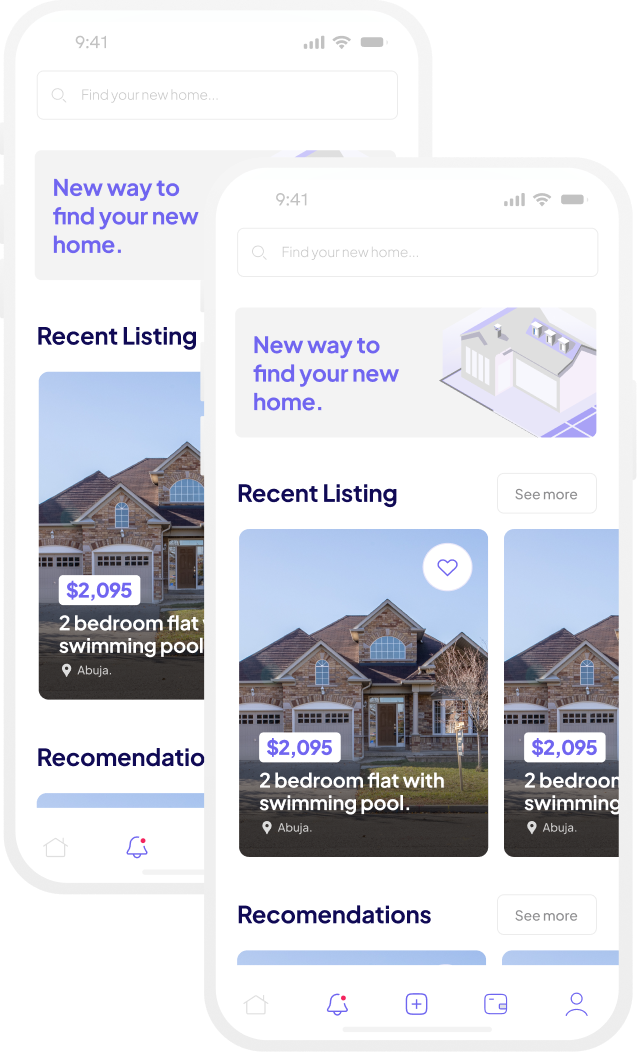 9:41
Find your new home...
New way to
find your new
home.
Recent Listing
$2,095
2 bedroom flat
swimming pool
Abuja.
Recomendatio
9:41
Find your new home...
New way to
find your new
home.
Recent Listing
See more
$2,095
2 bedroom flat with
swimming pool.
Abuja.
$2,095
2 bedroom
swimming
Abuja.
Recomendations
See more